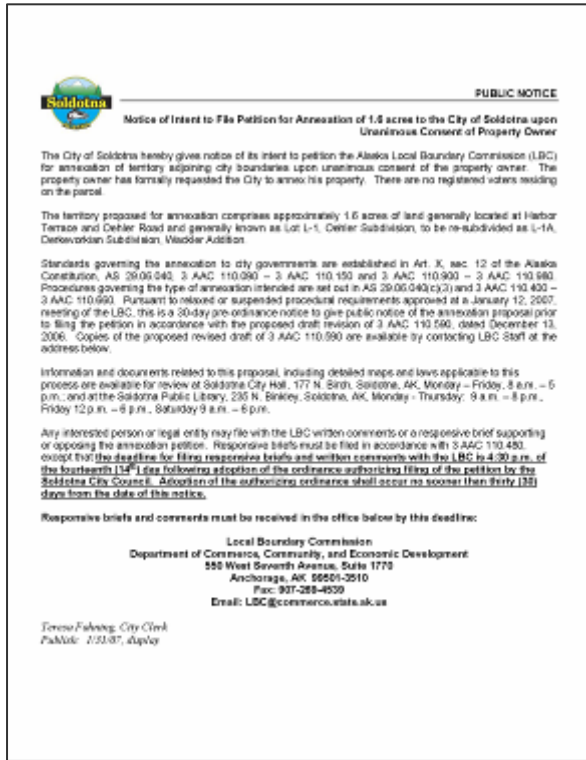 Soldotna
PUBLIC NOTICE
Notice of Intent to File Petition for Annexation of 1.6 acres to the City of Soldotna upon
Unanimous Consent of Property Owner
The City of Soldotna hereby gives notice of its intent to petition the Alaska Local Boundary Commission (LBC)
for annexation of territory adjoining city boundaries upon unanimous consent of the property owner. The
property owner has formally requested the City to annex his property. There are no registered voters residing
on the parcel.
The territory proposed for annexation comprises approximately 1.6 acres of land generally located at Harbor
Terrace and Oehler Road and generally known as Lot L-1, Oehler Subdivision, to be re-subdivided as L-1A,
Derkevorkian Subdivision, Wackler Addition.
Standards governing the annexation to city governments are established in Art. X, sec. 12 of the Alaska
Constitution, AS 29.06.040, 3 AAC 110.090 – 3 AAC 110.150 and 3 AAC 110.900 – 3 AAC 110.980.
Procedures governing the type of annexation intended are set out in AS 29.06.040(c)(3) and 3 AAC 110.400 –
3 AAC 110.660. Pursuant to relaxed or suspended procedural requirements approved at a January 12, 2007,
meeting of the LBC, this is a 30-day pre-ordinance notice to give public notice of the annexation proposal prior
to filing the petition in accordance with the proposed draft revision of 3 AAC 110.590, dated December 13,
2006. Copies of the proposed revised draft of 3 AAC 110.590 are available by contacting LBC Staff at the
address below.
Information and documents related to this proposal, including detailed maps and laws applicable to this
process are available for review at Soldotna City Hall, 177 N. Birch, Soldotna, AK, Monday – Friday, 8 a.m. – 5
p.m.; and at the Soldotna Public Library, 235 N. Binkley, Soldotna, AK, Monday - Thursday: 9 a.m. – 8 p.m.,
Friday 12 p.m. – 6 p.m., Saturday 9 a.m. – 6 p.m.
Any interested person or legal entity may file with the LBC written comments or a responsive brief supporting
or opposing the annexation petition. Responsive briefs must be filed in accordance with 3 AAC 110.480,
except that the deadline for filing responsive briefs and written comments with the LBC is 4:30 p.m. of
the fourteenth (14th) day following adoption of the ordinance authorizing filing of the petition by the
Soldotna City Council. Adoption of the authorizing ordinance shall occur no sooner than thirty (30)
days from the date of this notice.
Responsive briefs and comments must be received in the office below by this deadline:
Local Boundary Commission
Department of Commerce, Community, and Economic Development
550 West Seventh Avenue, Suite 1770
Anchorage, AK 99501-3510
Fax: 907-269-4539
Email: LBC@commerce.state.ak.us
Teresa Fahning, City Clerk
Publish: 1/31/07, display